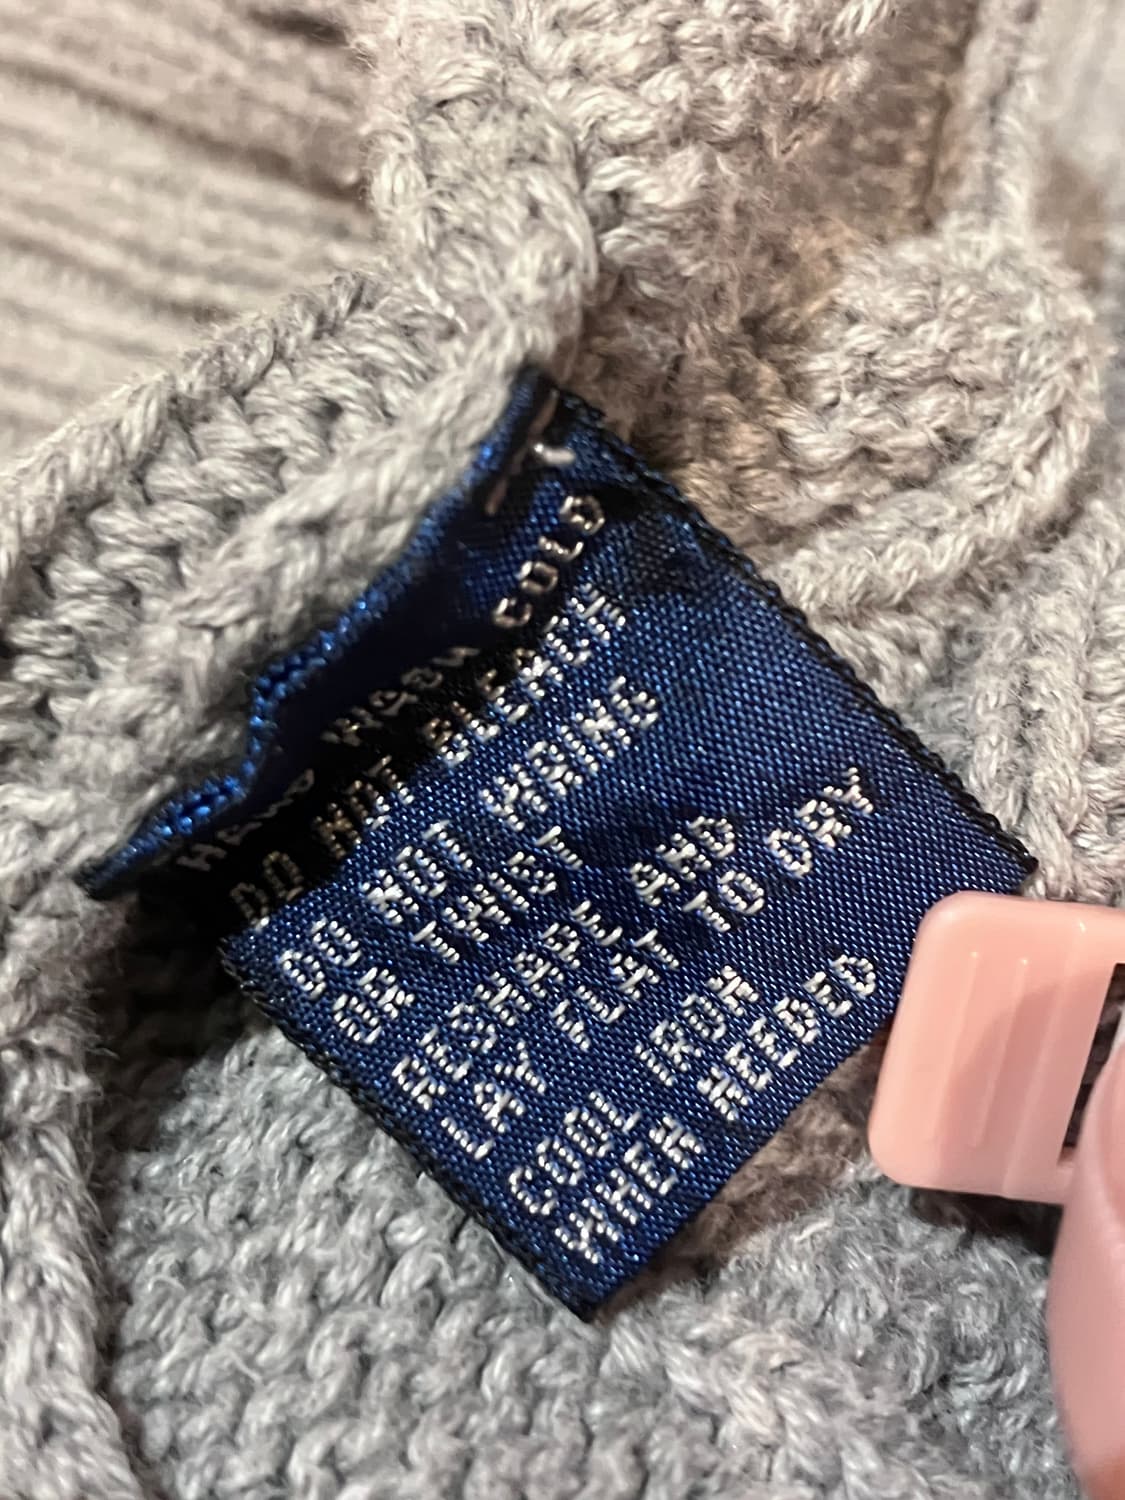 HAND WASH COLD
DO NOT BLEACH
DO NOT WRING
OR TWIST
RESHAPE AND
LAY FLAT TO DRY
COOL IRON
WHEN NEEDED